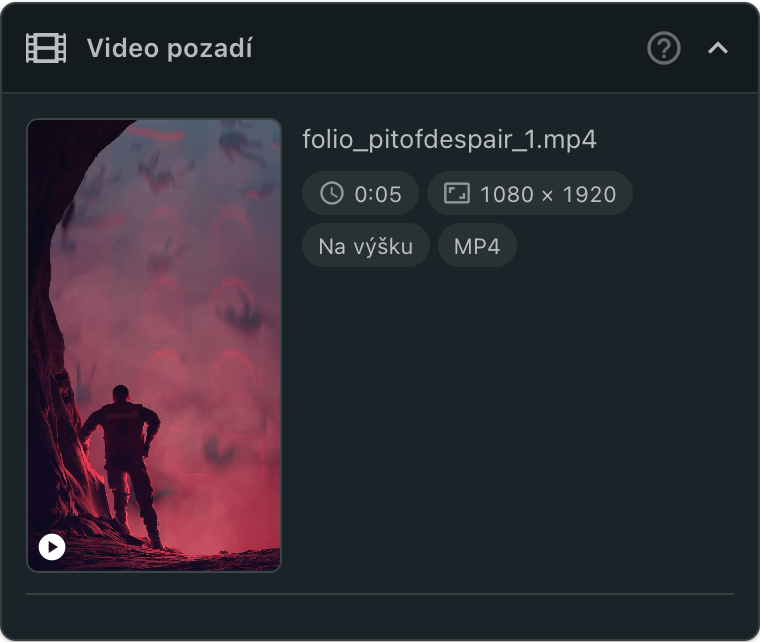 Video pozadí
folio_pitofdespair_1.mp4
0:05
1080 × 1920
Na výšku
MP4